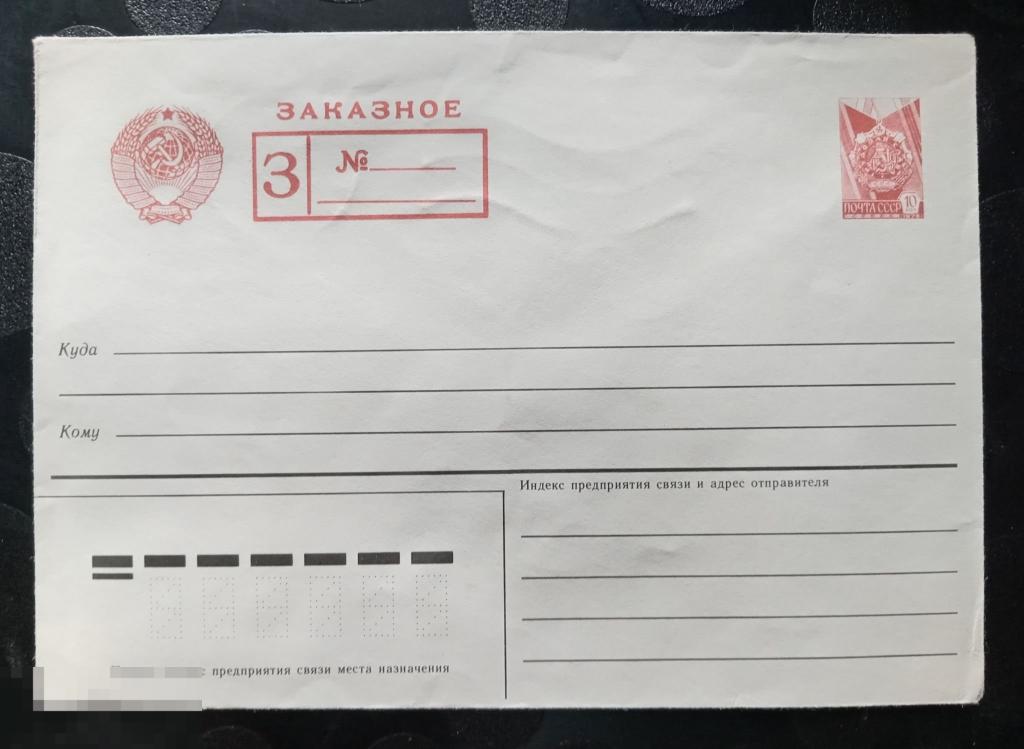 ЗАКАЗНОЕ
З №
ПОЧТА СССР 10
Куда
Кому
Индекс предприятия связи и адрес отправителя
предприятия связи места назначения